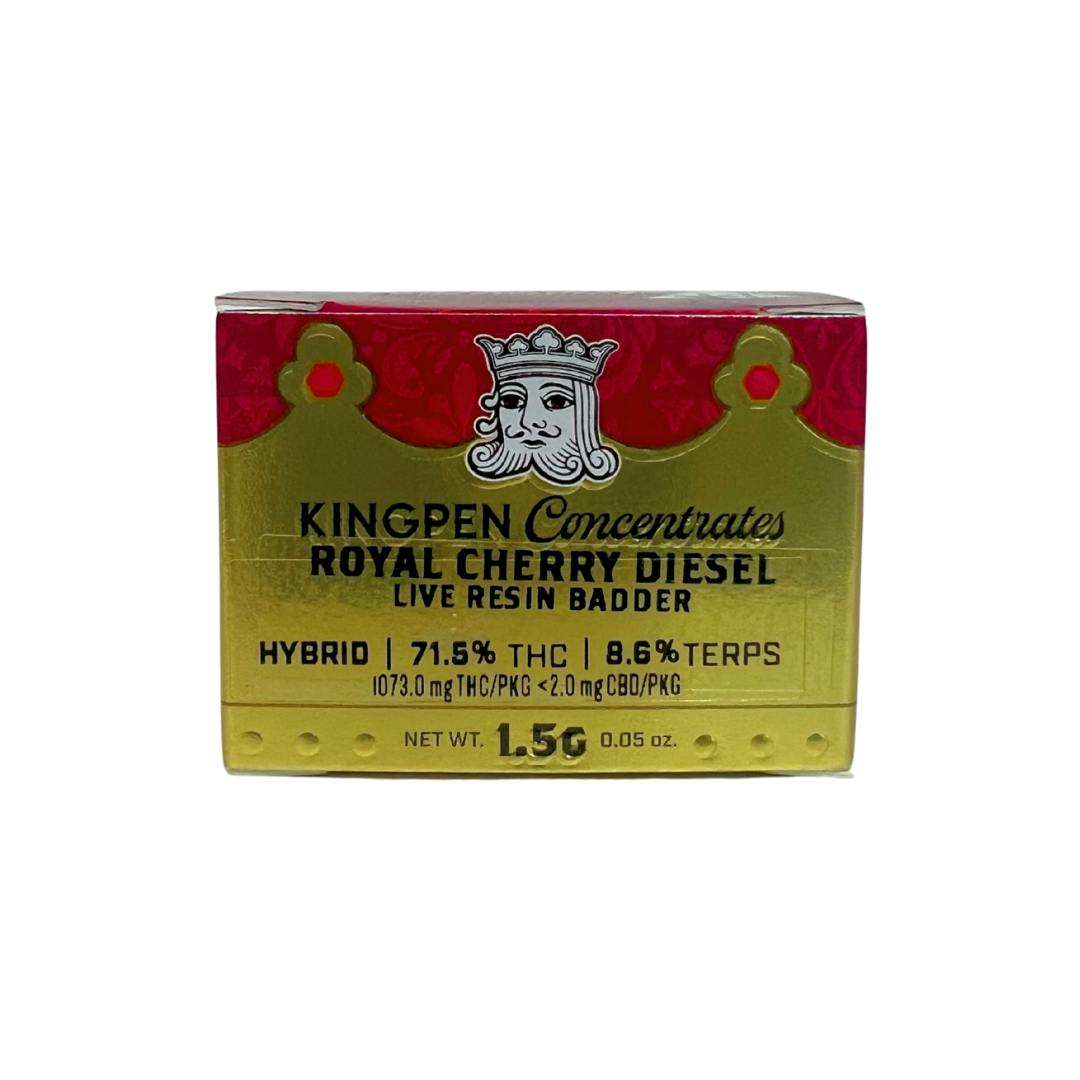 KINGPEN Concentrates
ROYAL CHERRY DIESEL
LIVE RESIN BADDER
HYBRID | 71.5% THC | 8.6% TERPS
1073.0 mg THC/PKG <2.0 mg CBD/PKG
NET WT. 1.5G 0.05 oz.